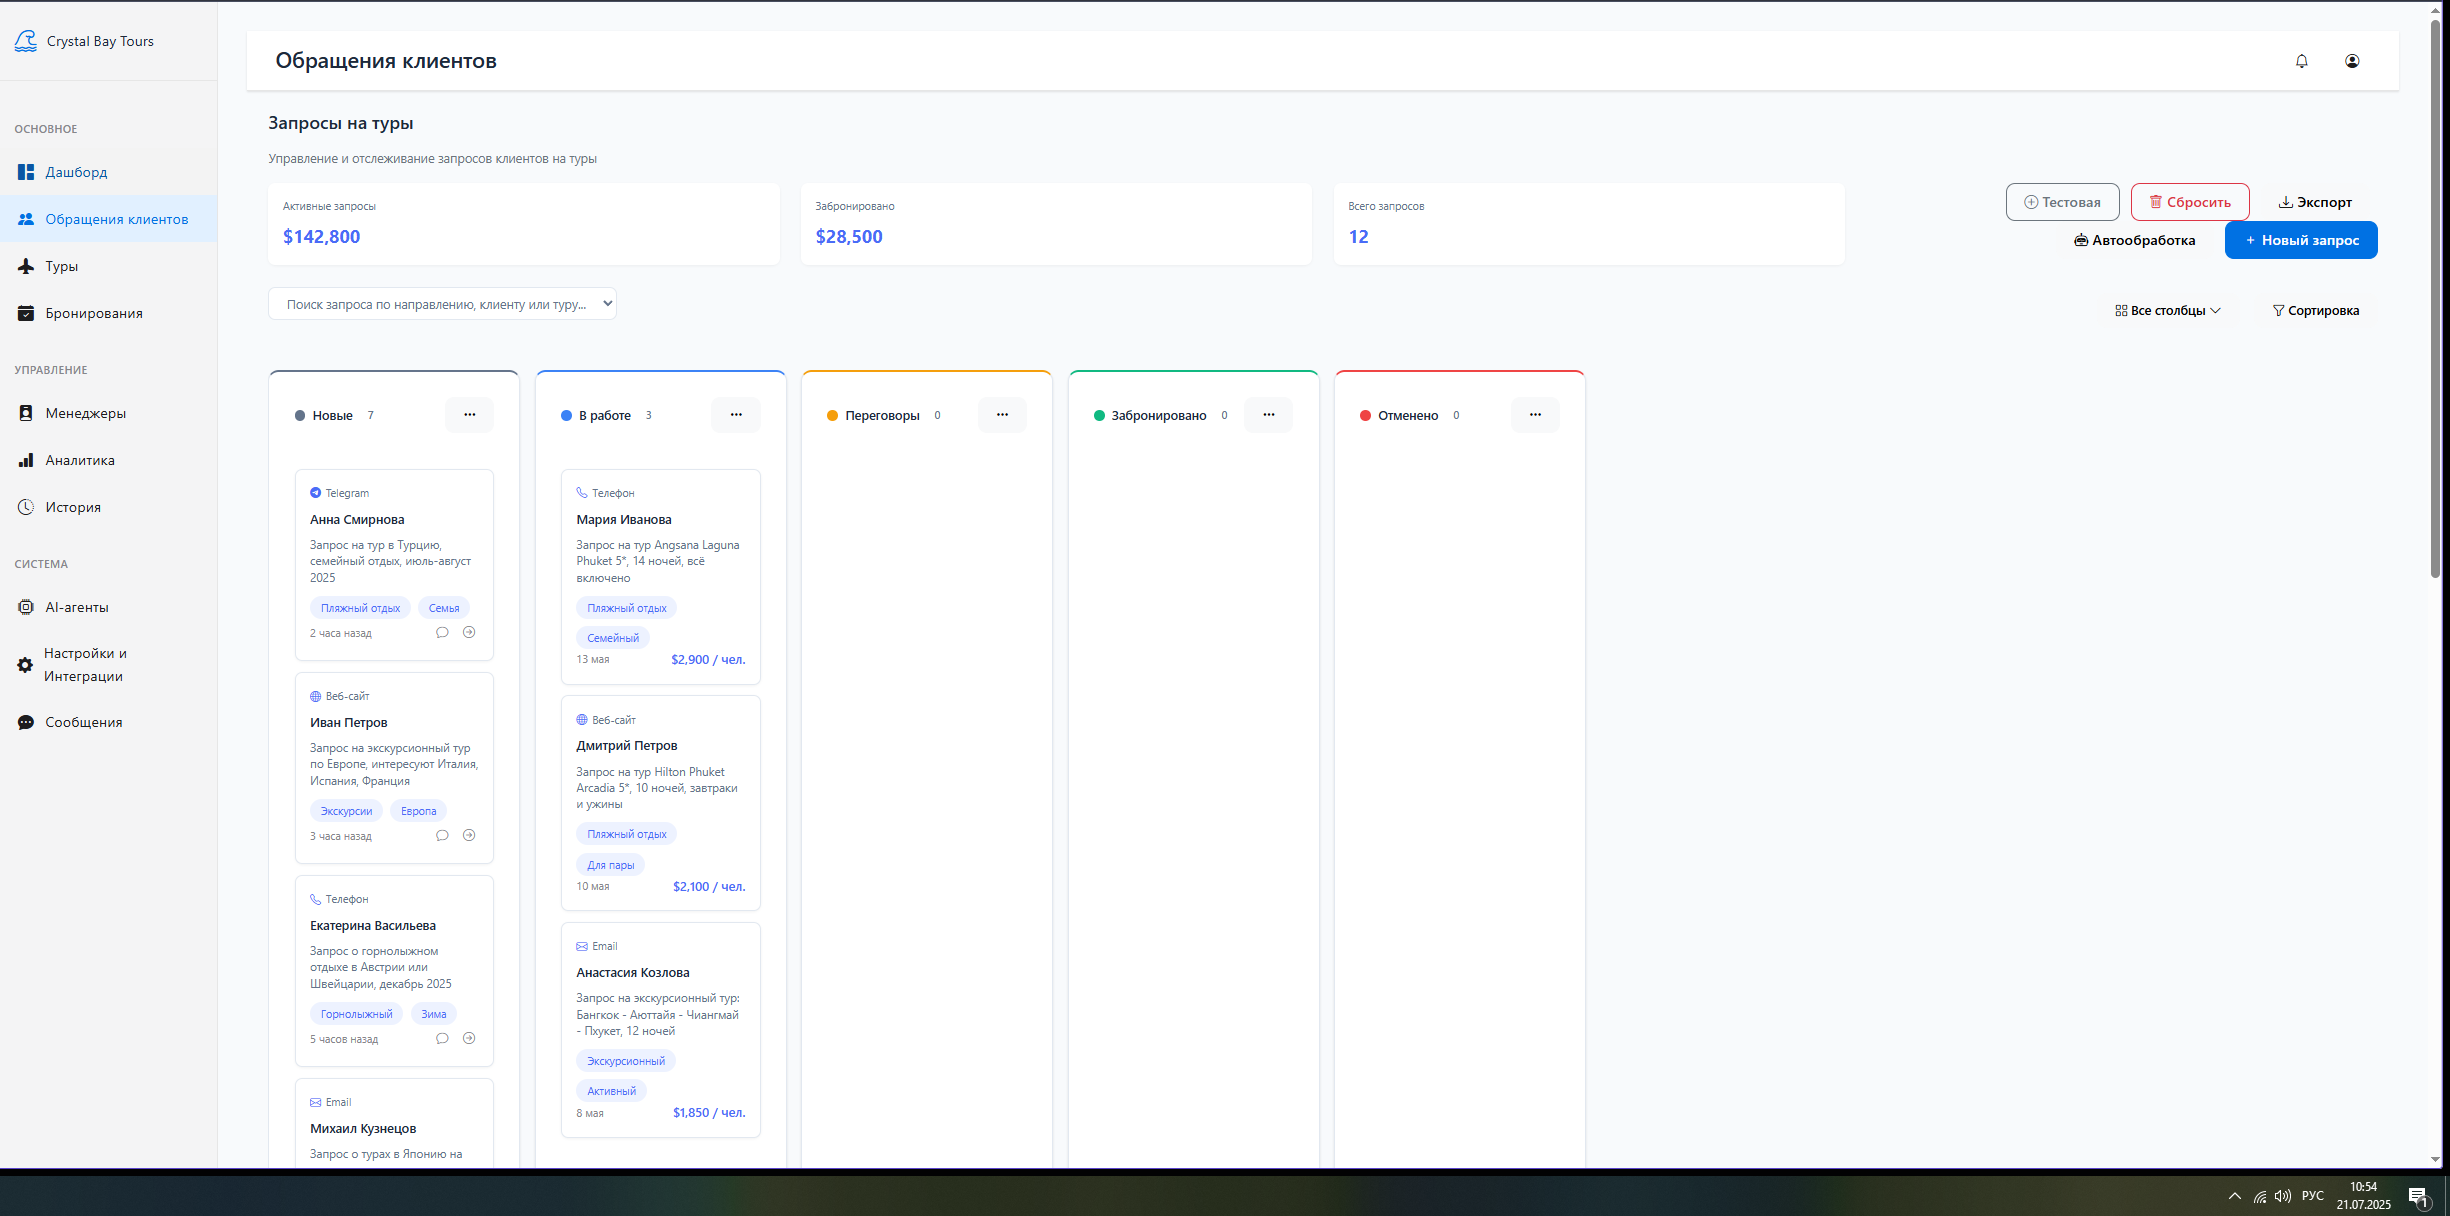 Crystal Bay Tours
ОСНОВНОЕ
Дашборд
Обращения клиентов
Туры
Бронирования
УПРАВЛЕНИЕ
Менеджеры
Аналитика
История
СИСТЕМА
AI-агенты
Настройки и
Интеграции
Сообщения
Обращения клиентов
Запросы на туры
Управление и отслеживание запросов клиентов на туры
Активные запросы
$142,800
Забронировано
$28,500
Всего запросов
12
Тестовая
Сбросить
Экспорт
Автообработка
+ Новый запрос
Поиск запроса по направлению, клиенту или туру...
Все столбцы
Сортировка
Новые 7 ...
Telegram
Анна Смирнова
Запрос на тур в Турцию,
семейный отдых, июль-август
2025
Пляжный отдых Семья
2 часа назад
Веб-сайт
Иван Петров
Запрос на экскурсионный тур
по Европе, интересуют Италия,
Испания, Франция
Экскурсии Европа
3 часа назад
Телефон
Екатерина Васильева
Запрос о горнолыжном
отдыхе в Австрии или
Швейцарии, декабрь 2025
Горнолыжный Зима
5 часов назад
Email
Михаил Кузнецов
Запрос о турах в Японию на
В работе 3 ...
Телефон
Мария Иванова
Запрос на тур Angsana Laguna
Phuket 5*, 14 ночей, всё
включено
Пляжный отдых
Семейный
13 мая $2,900 / чел.
Веб-сайт
Дмитрий Петров
Запрос на тур Hilton Phuket
Arcadia 5*, 10 ночей, завтраки
и ужины
Пляжный отдых
Для пары
10 мая $2,100 / чел.
Email
Анастасия Козлова
Запрос на экскурсионный тур:
Бангкок - Аюттайя - Чиангмай
- Пхукет, 12 ночей
Экскурсионный
Активный
8 мая $1,850 / чел.
Переговоры 0 ...
Забронировано 0 ...
Отменено 0 ...
РУС
10:54
21.07.2025
1